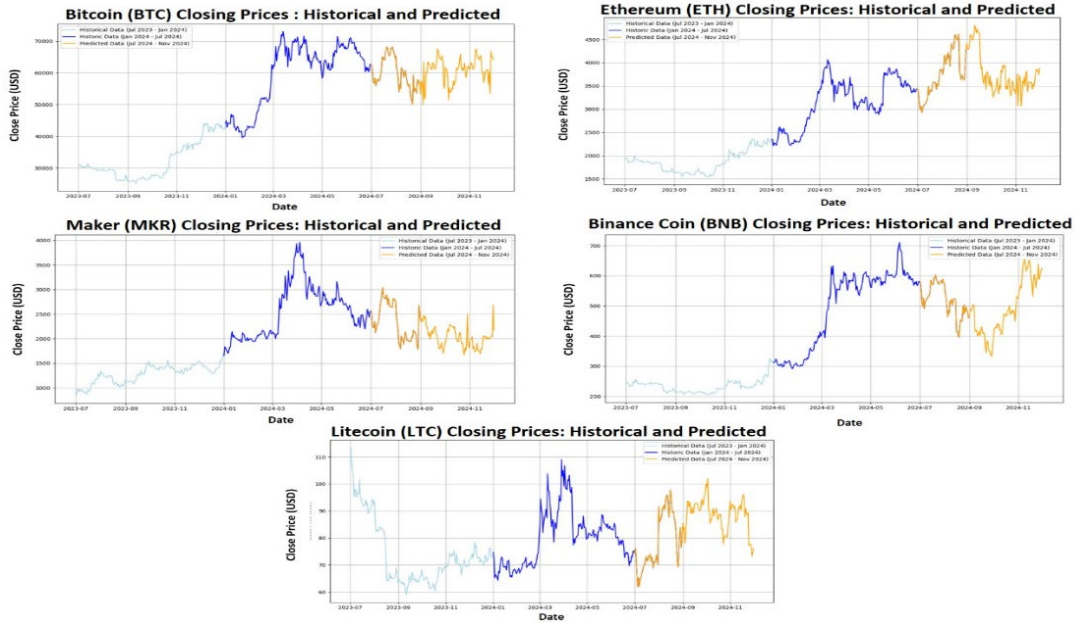 Bitcoin (BTC) Closing Prices : Historical and Predicted
Historical Data (Jul 2023 - Jan 2024)
Historic Data (Jan 2024 - Jul 2024)
Predicted Data (Jul 2024 - Nov 2024)
Close Price (USD)
70000
60000
50000
40000
30000
2023-07 2023-09 2023-11 2024-01 2024-03 2024-05 2024-07 2024-09 2024-11
Date
Ethereum (ETH) Closing Prices: Historical and Predicted
Historical Data (Jul 2023 - Jan 2024)
Historic Data (Jan 2024 - Jul 2024)
Predicted Data (Jul 2024 - Nov 2024)
Close Price (USD)
4500
4000
3500
3000
2500
2000
1500
2023-07 2023-09 2023-11 2024-01 2024-03 2024-05 2024-07 2024-09 2024-11
Date
Maker (MKR) Closing Prices: Historical and Predicted
Historical Data (Jul 2023 - Jan 2024)
Historic Data (Jan 2024 - Jul 2024)
Predicted Data (Jul 2024 - Nov 2024)
Close Price (USD)
4000
3500
3000
2500
2000
1500
1000
2023-07 2023-09 2023-11 2024-01 2024-03 2024-05 2024-07 2024-09 2024-11
Date
Binance Coin (BNB) Closing Prices: Historical and Predicted
Historical Data (Jul 2023 - Jan 2024)
Historic Data (Jan 2024 - Jul 2024)
Predicted Data (Jul 2024 - Nov 2024)
Close Price (USD)
700
600
500
400
300
200
2023-07 2023-09 2023-11 2024-01 2024-03 2024-05 2024-07 2024-09 2024-11
Date
Litecoin (LTC) Closing Prices: Historical and Predicted
Historical Data (Jul 2023 - Jan 2024)
Historic Data (Jan 2024 - Jul 2024)
Predicted Data (Jul 2024 - Nov 2024)
Close Price (USD)
110
100
90
80
70
60
2023-07 2023-09 2023-11 2024-01 2024-03 2024-05 2024-07 2024-09 2024-11
Date